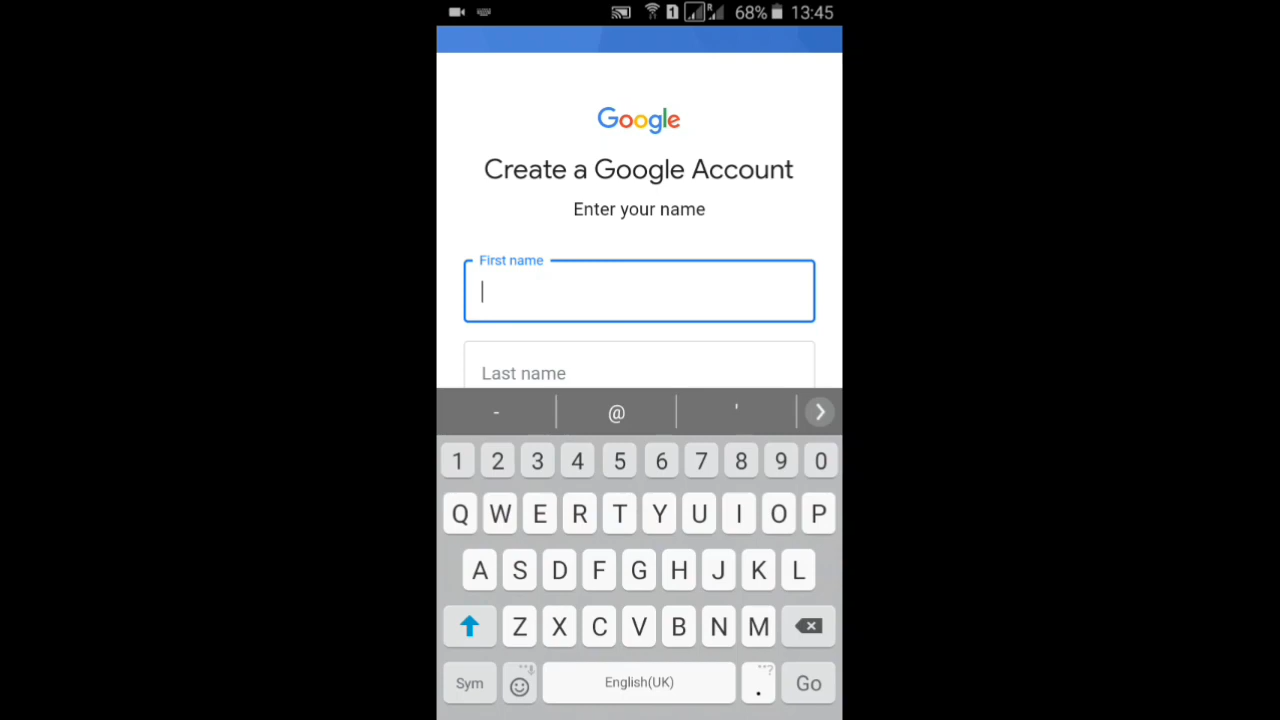 1 R 68% 13:45
Google
Create a Google Account
Enter your name
First name
Last name
- @ '
1 2 3 4 5 6 7 8 9 0
Q W E R T Y U I O P
A S D F G H J K L
Z X C V B N M
Sym English(UK) . Go